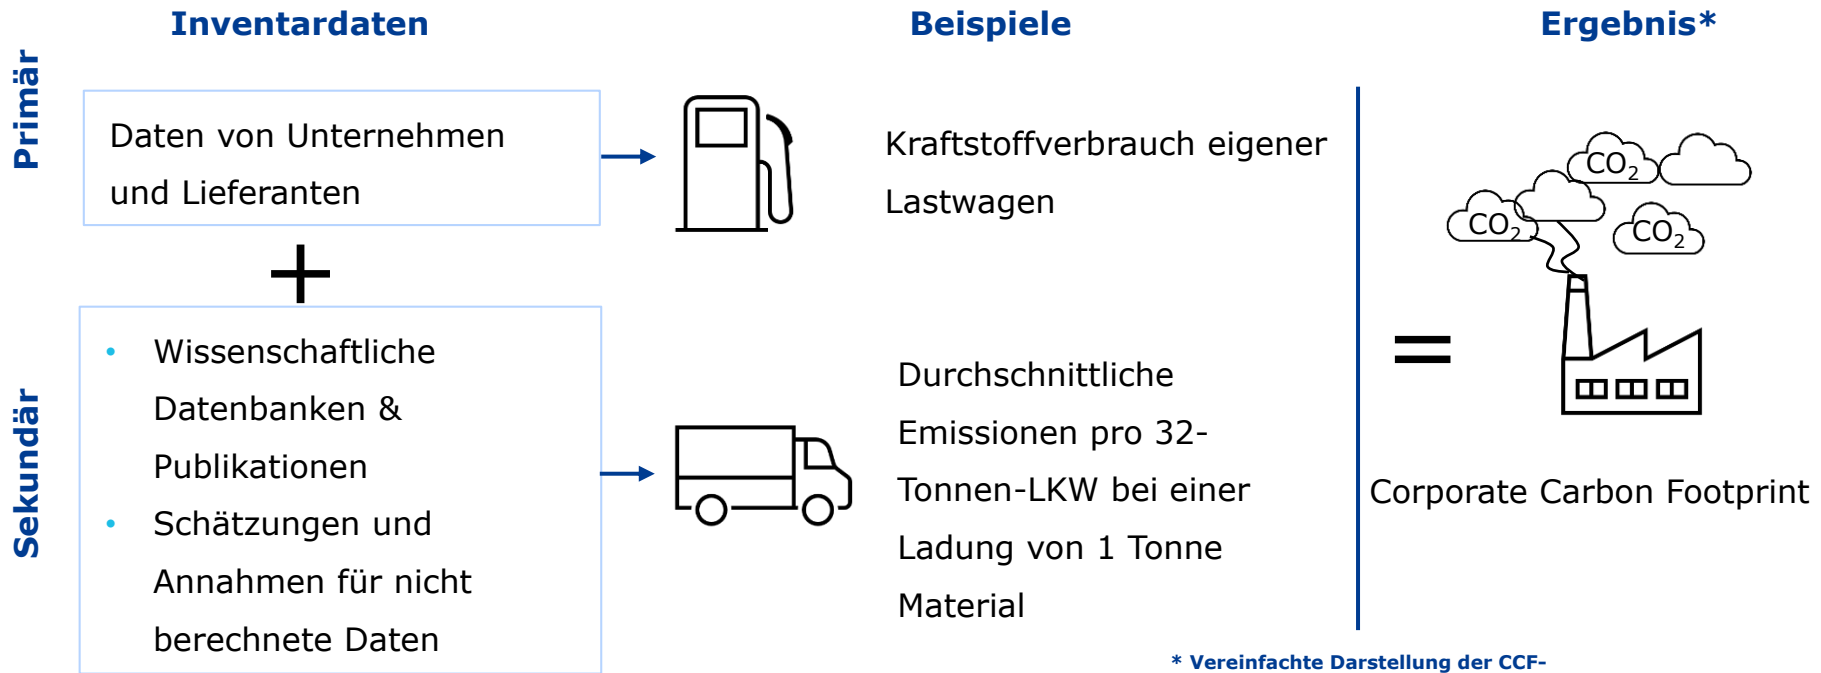 Inventardaten
Beispiele
Ergebnis*
Primär
Daten von Unternehmen
und Lieferanten
Kraftstoffverbrauch eigener
Lastwagen
CO2
CO2
CO2
+
=
Sekundär
• Wissenschaftliche
Datenbanken &
Publikationen
• Schätzungen und
Annahmen für nicht
berechnete Daten
Durchschnittliche
Emissionen pro 32-
Tonnen-LKW bei einer
Ladung von 1 Tonne
Material
Corporate Carbon Footprint
* Vereinfachte Darstellung der CCF-